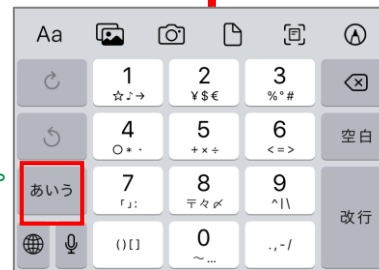 Aa
1 2 3
☆♪→ ¥$€ %°#
4 5 6 空白
○*・ +×÷ <=>
あいう 7 8 9
「」: 〒々〆 ^|\
改行
()[] 0 .,-/
~…